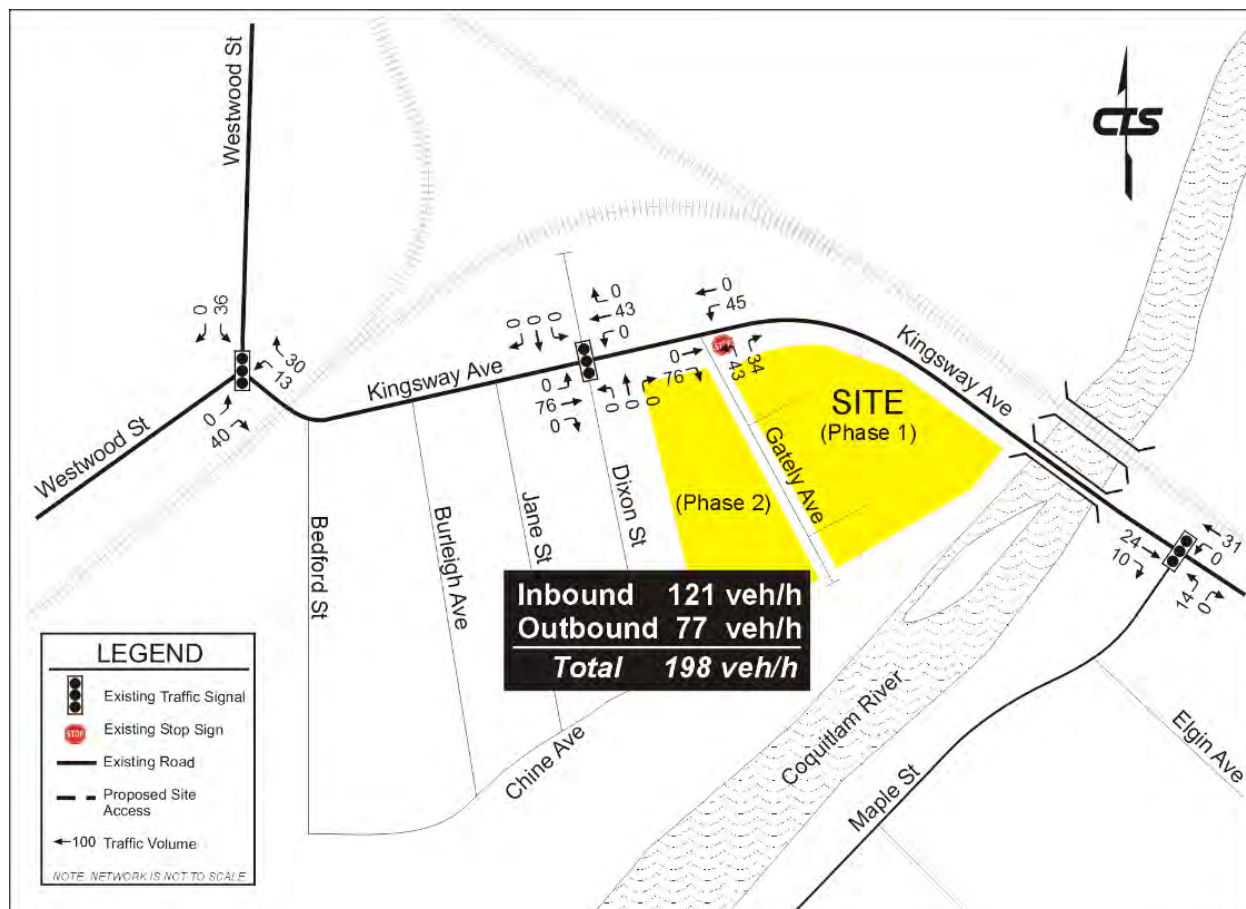 Westwood St
Westwood St
CTS
0
36
30
13
0
40
0
0
0
0
43
0
0
45
Kingsway Ave
0
76
0
0
0
0
0
76
43
34
STOP
Kingsway Ave
SITE
(Phase 1)
(Phase 2)
Gately Ave
Dixon St
Jane St
Burleigh Ave
Bedford St
Chine Ave
Inbound 121 veh/h
Outbound 77 veh/h
Total 198 veh/h
31
0
24
10
14
0
Coquitlam River
Maple St
Elgin Ave
LEGEND
Existing Traffic Signal
STOP
Existing Stop Sign
Existing Road
Proposed Site
Access
100 Traffic Volume
NOTE: NETWORK IS NOT TO SCALE